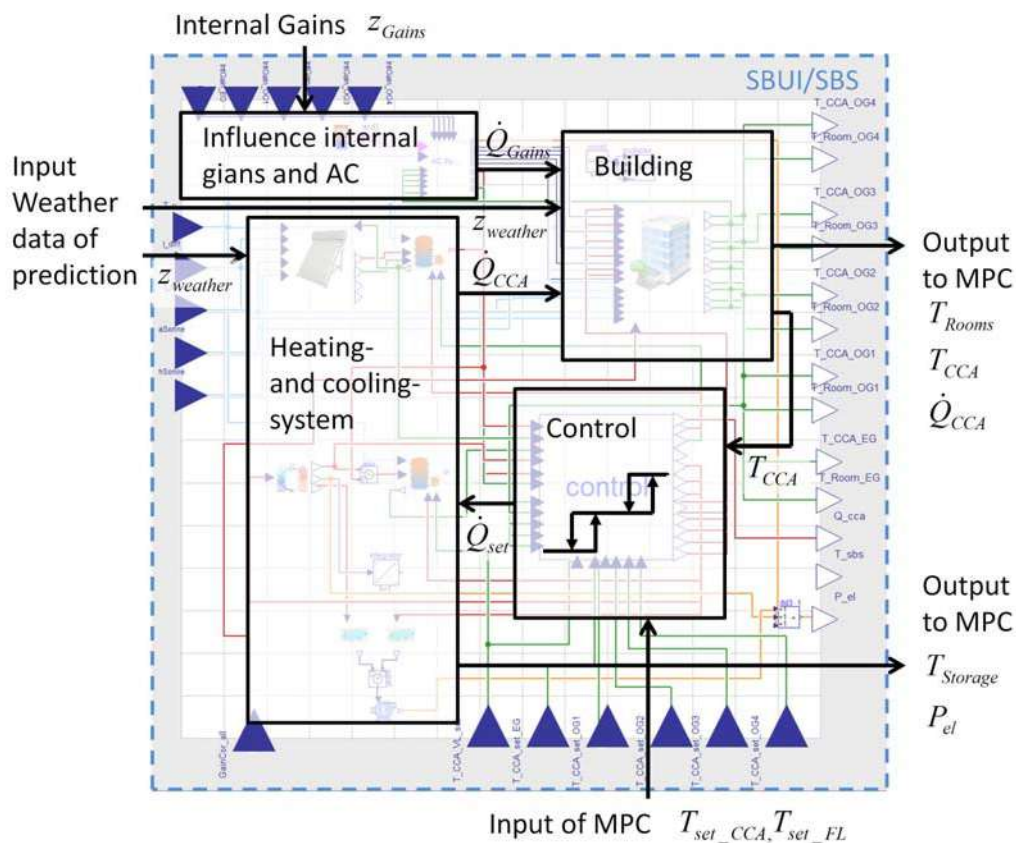 Internal Gains z_Gains
SBUI/SBS
T_CCA_OG4
Influence internal
gians and AC
Q̇_Gains
Building
T_Room_OG4
Input
Weather
data of
prediction
z_weather
z_weather
Q̇_CCA
T_CCA_OG3
T_Room_OG3
T_CCA_OG2
T_Room_OG2
T_CCA_OG1
T_Room_OG1
Output
to MPC
T_Rooms
T_CCA
Q̇_CCA
Heating-
and cooling-
system
Control
control
T_CCA
Q̇_set
T_CCA_EG
T_Room_EG
Q_cca
T_sbs
P_el
Output
to MPC
T_Storage
P_el
T_CCA_set_EG
T_CCA_set_OG1
T_CCA_set_OG2
T_CCA_set_OG3
T_CCA_set_OG4
Input of MPC T_set_CCA, T_set_FL